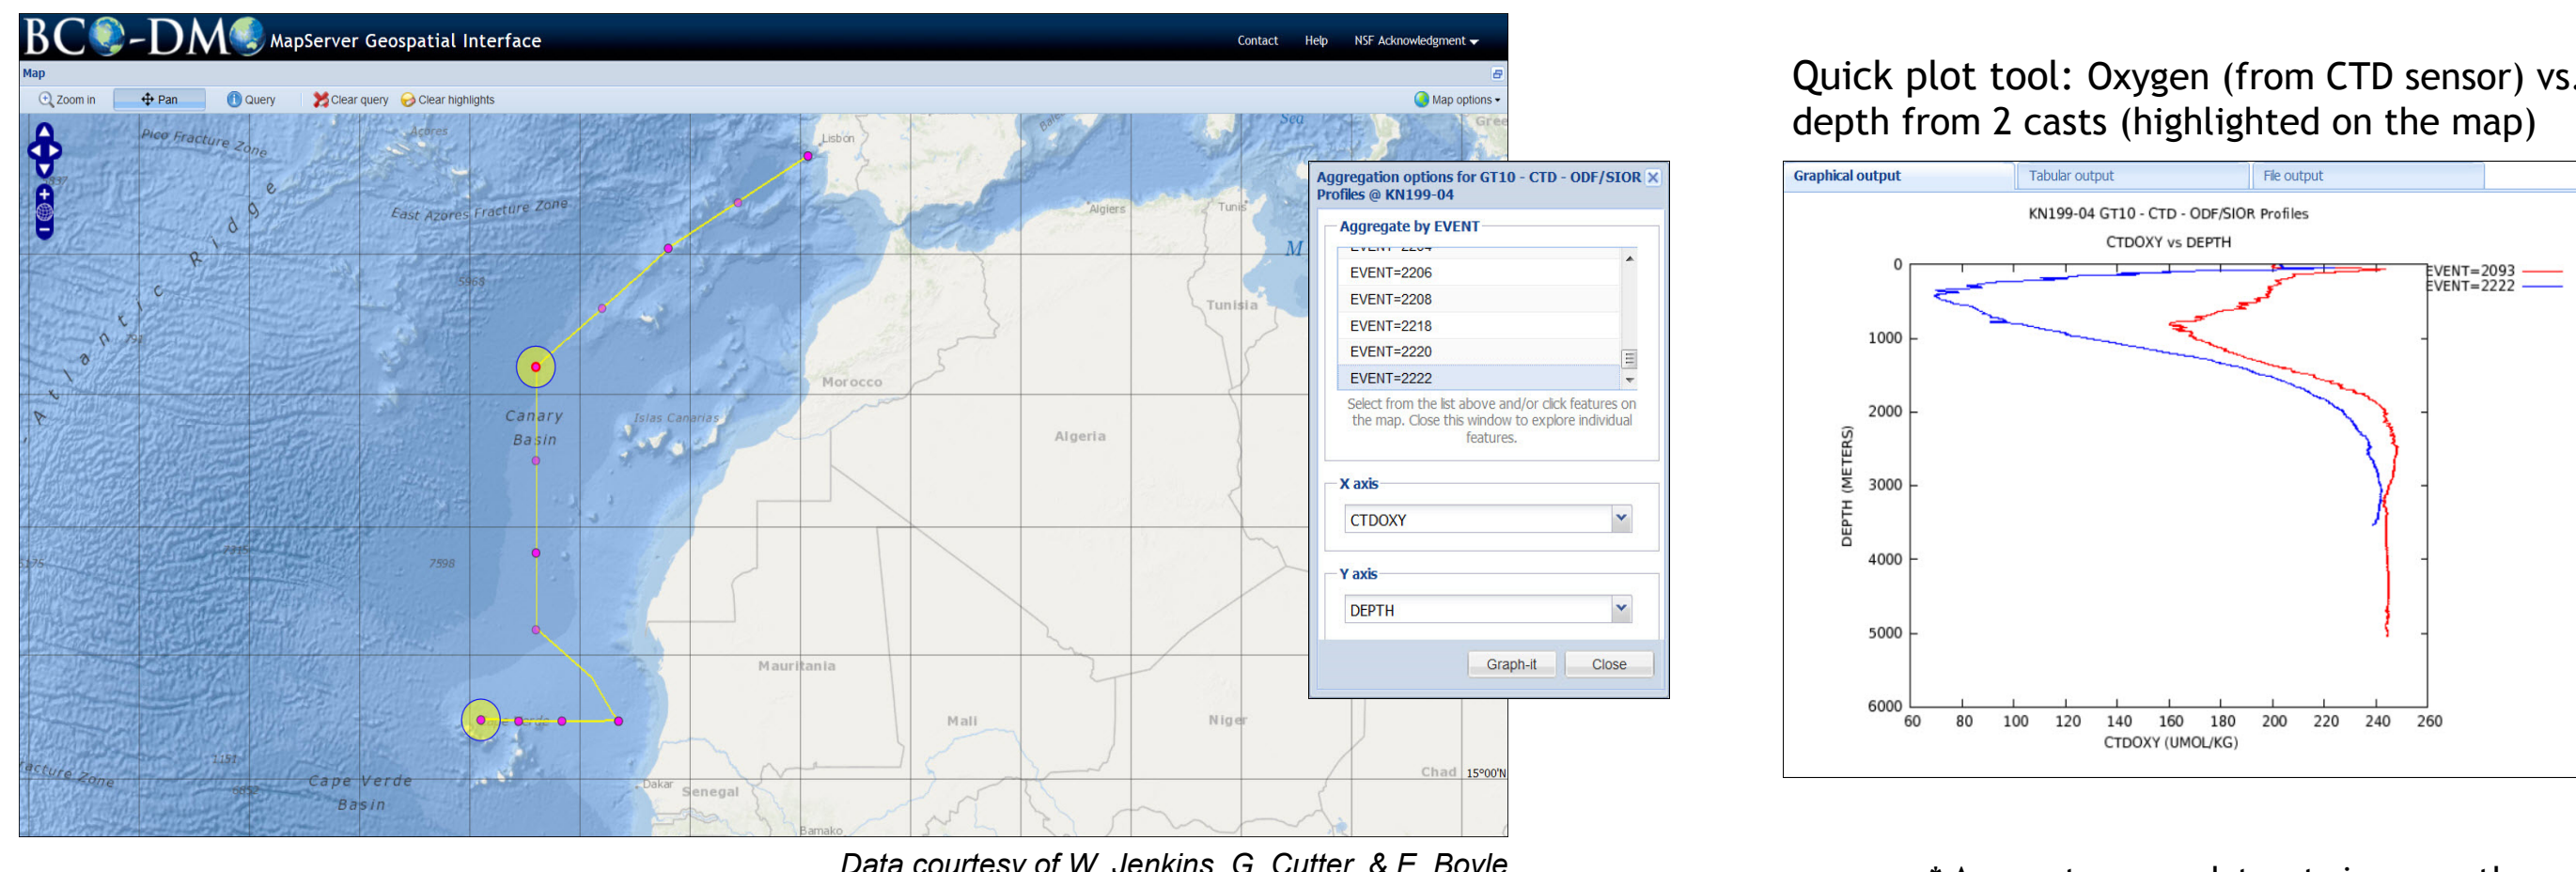 BCO-DMO MapServer Geospatial Interface
Contact Help NSF Acknowledgment
Map
Zoom in Pan Query Clear query Clear highlights Map options
Pico Fracture Zone
Açores
Lisbon
Sea
Gree
East Azores Fracture Zone
Algiers
Tunis
M
Atlantic Ridge
5968
Tunisia
791
Morocco
Canary
Basin
Islas Canarias
Algeria
7598
Mauritania
Mali
Niger
Chad 15°00'N
1151
Cape Verde
Basin
Dakar
Senegal
Bamako
Aggregation options for GT10 - CTD - ODF/SIOR
Profiles @ KN199-04
Aggregate by EVENT
EVENT=2206
EVENT=2208
EVENT=2218
EVENT=2220
EVENT=2222
Select from the list above and/or click features on
the map. Close this window to explore individual
features.
X axis
CTDOXY
Y axis
DEPTH
Graph-it Close
Data courtesy of W. Jenkins, G. Cutter, & E. Boyle
Quick plot tool: Oxygen (from CTD sensor) vs.
depth from 2 casts (highlighted on the map)
Graphical output Tabular output File output
KN199-04 GT10 - CTD - ODF/SIOR Profiles
CTDOXY vs DEPTH
EVENT=2093
EVENT=2222
0
1000
2000
3000
4000
5000
6000
DEPTH (METERS)
60 80 100 120 140 160 180 200 220 240 260
CTDOXY (UMOL/KG)